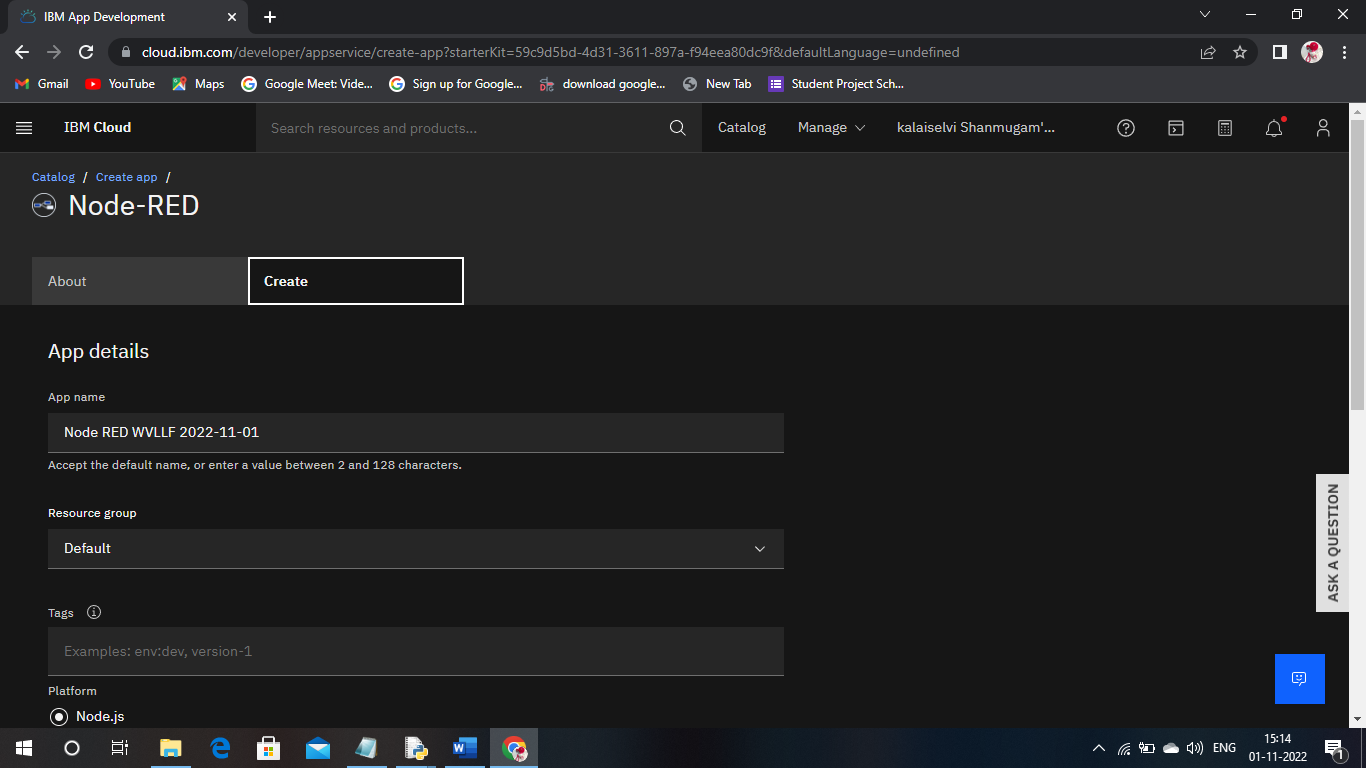 IBM App Development
cloud.ibm.com/developer/appservice/create-app?starterKit=59c9d5bd-4d31-3611-897a-f94eea80dc9f&defaultLanguage=undefined
Gmail YouTube Maps Google Meet: Vide... Sign up for Google... download google... New Tab Student Project Sch...
IBM Cloud Search resources and products... Catalog Manage kalaiselvi Shanmugam'...
Catalog / Create app /
Node-RED
About Create
App details
App name
Node RED WVLLF 2022-11-01
Accept the default name, or enter a value between 2 and 128 characters.
Resource group
Default
ASK A QUESTION
Tags
Examples: env:dev, version-1
Platform
Node.js
ENG 15:14
01-11-2022 1